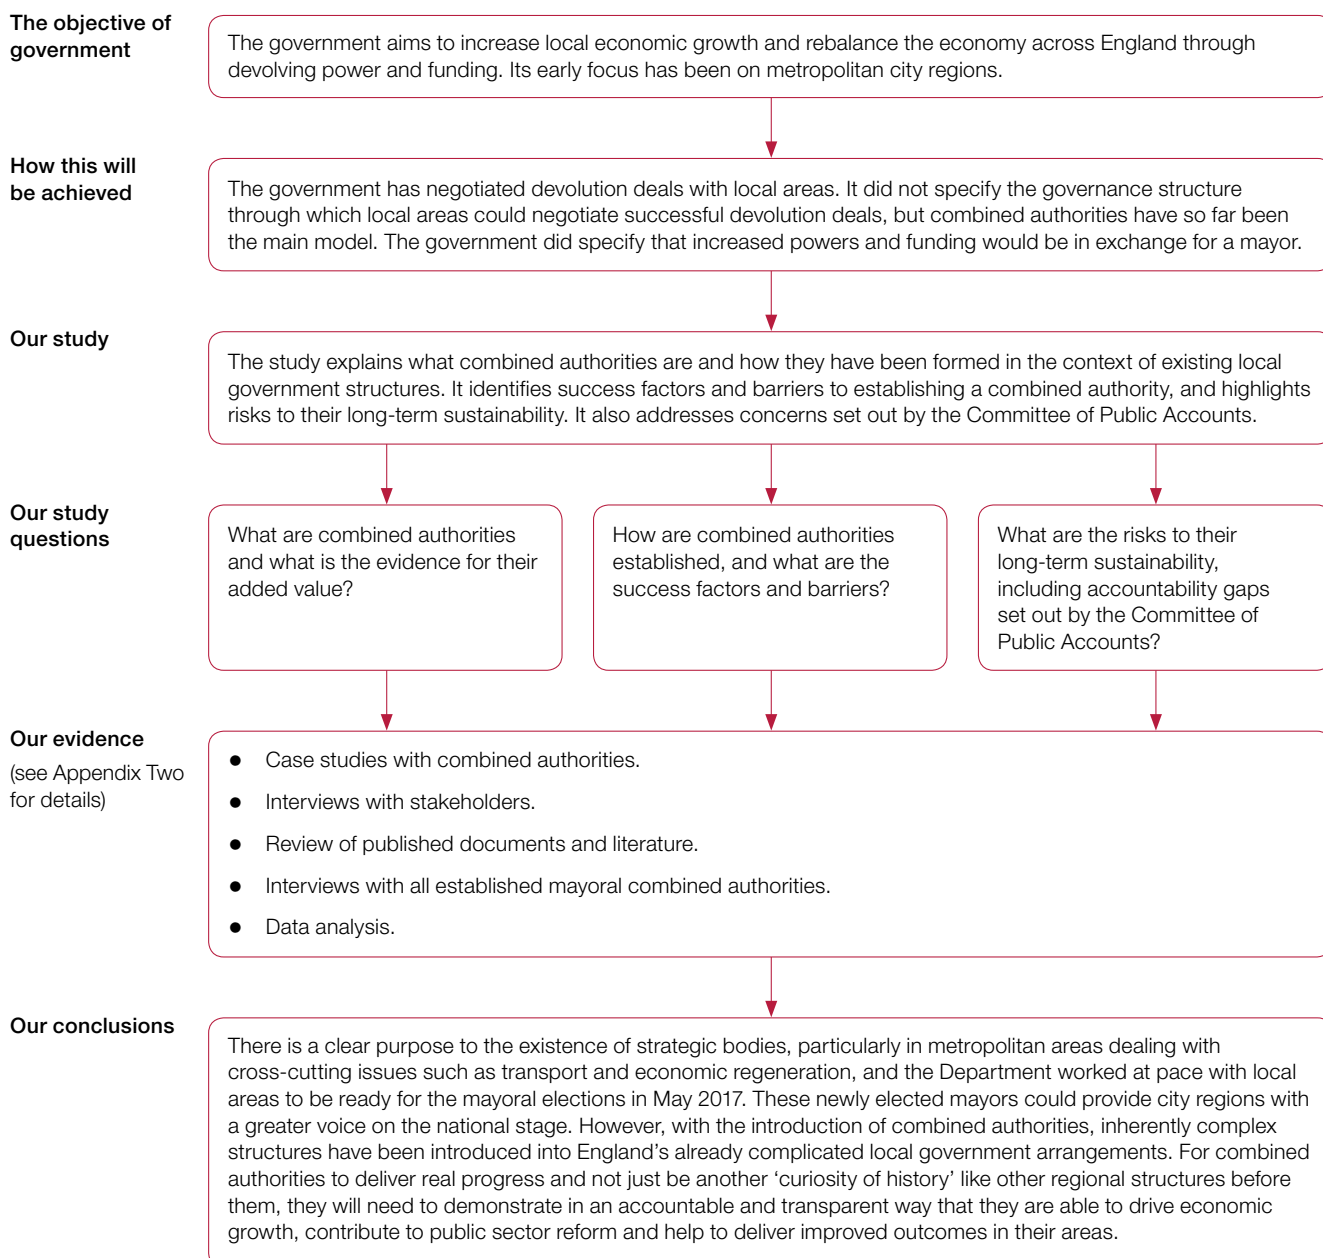 The objective of
government
The government aims to increase local economic growth and rebalance the economy across England through
devolving power and funding. Its early focus has been on metropolitan city regions.
How this will
be achieved
The government has negotiated devolution deals with local areas. It did not specify the governance structure
through which local areas could negotiate successful devolution deals, but combined authorities have so far been
the main model. The government did specify that increased powers and funding would be in exchange for a mayor.
Our study
The study explains what combined authorities are and how they have been formed in the context of existing local
government structures. It identifies success factors and barriers to establishing a combined authority, and highlights
risks to their long-term sustainability. It also addresses concerns set out by the Committee of Public Accounts.
Our study
questions
What are combined authorities
and what is the evidence for their
added value?
How are combined authorities
established, and what are the
success factors and barriers?
What are the risks to their
long-term sustainability,
including accountability gaps
set out by the Committee of
Public Accounts?
Our evidence
(see Appendix Two
for details)
● Case studies with combined authorities.
● Interviews with stakeholders.
● Review of published documents and literature.
● Interviews with all established mayoral combined authorities.
● Data analysis.
Our conclusions
There is a clear purpose to the existence of strategic bodies, particularly in metropolitan areas dealing with
cross-cutting issues such as transport and economic regeneration, and the Department worked at pace with local
areas to be ready for the mayoral elections in May 2017. These newly elected mayors could provide city regions with
a greater voice on the national stage. However, with the introduction of combined authorities, inherently complex
structures have been introduced into England’s already complicated local government arrangements. For combined
authorities to deliver real progress and not just be another ‘curiosity of history’ like other regional structures before
them, they will need to demonstrate in an accountable and transparent way that they are able to drive economic
growth, contribute to public sector reform and help to deliver improved outcomes in their areas.